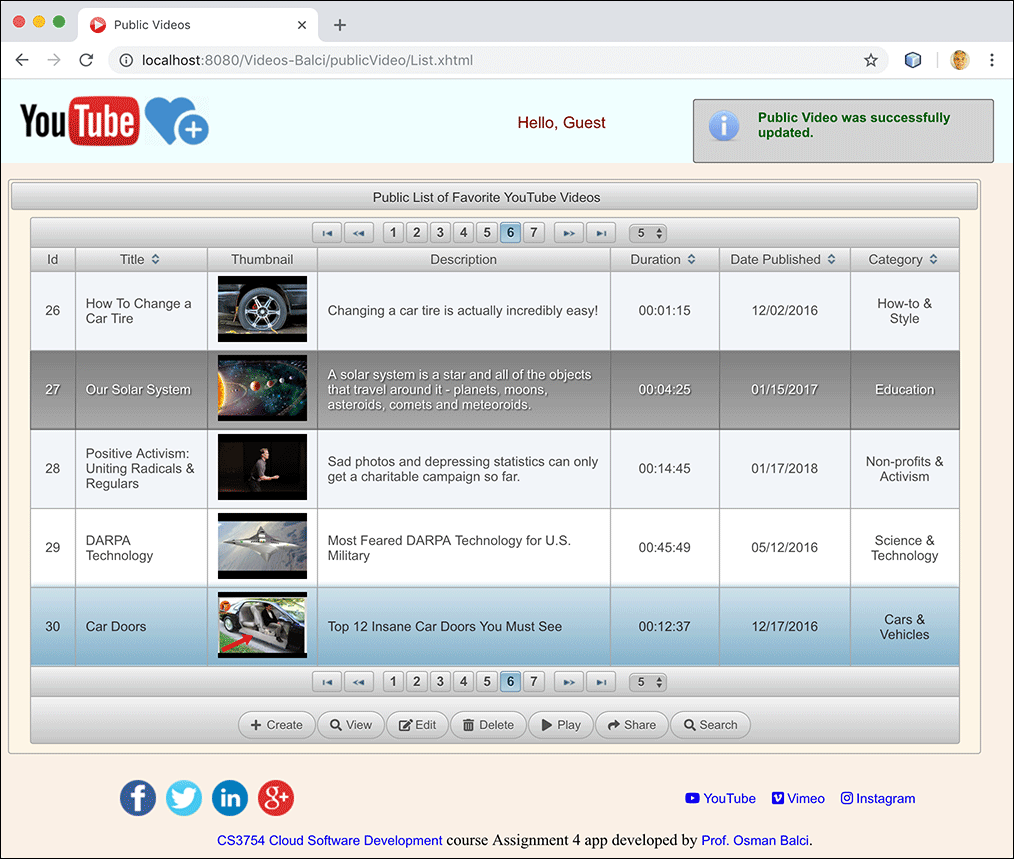 Public Videos
localhost:8080/Videos-Balci/publicVideo/List.xhtml
YouTube
Hello, Guest
Public Video was successfully
updated.
Public List of Favorite YouTube Videos
1 2 3 4 5 6 7 5
Id Title Thumbnail Description Duration Date Published Category
26 How To Change a Car Tire Changing a car tire is actually incredibly easy! 00:01:15 12/02/2016 How-to & Style
27 Our Solar System A solar system is a star and all of the objects that travel around it - planets, moons, asteroids, comets and meteoroids. 00:04:25 01/15/2017 Education
28 Positive Activism: Uniting Radicals & Regulars Sad photos and depressing statistics can only get a charitable campaign so far. 00:14:45 01/17/2018 Non-profits & Activism
29 DARPA Technology Most Feared DARPA Technology for U.S. Military 00:45:49 05/12/2016 Science & Technology
30 Car Doors Top 12 Insane Car Doors You Must See 00:12:37 12/17/2016 Cars & Vehicles
1 2 3 4 5 6 7 5
Create View Edit Delete Play Share Search
YouTube Vimeo Instagram
CS3754 Cloud Software Development course Assignment 4 app developed by Prof. Osman Balci.